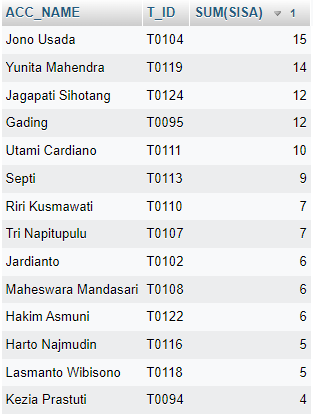 ACC_NAME T_ID SUM(SISA) 1
Jono Usada T0104 15
Yunita Mahendra T0119 14
Jagapati Sihotang T0124 12
Gading T0095 12
Utami Cardiano T0111 10
Septi T0113 9
Riri Kusmawati T0110 7
Tri Napitupulu T0107 7
Jardianto T0102 6
Maheswara Mandasari T0108 6
Hakim Asmuni T0122 6
Harto Najmudin T0116 5
Lasmanto Wibisono T0118 5
Kezia Prastuti T0094 4